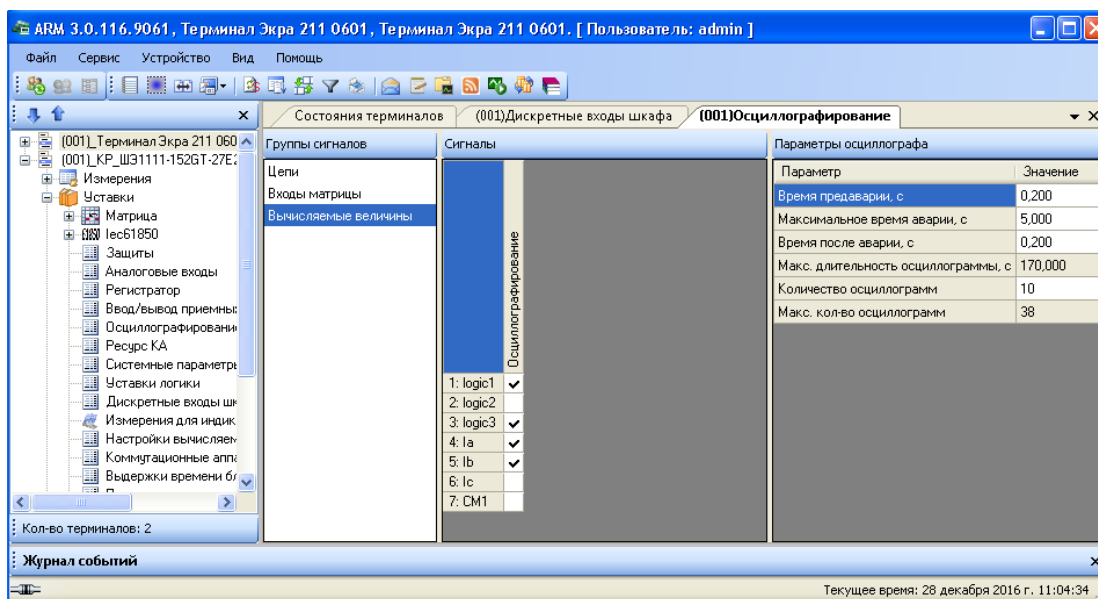 ARM 3.0.116.9061, Терминал Экра 211 0601, Терминал Экра 211 0601. [ Пользователь: admin ]
Файл Сервис Устройство Вид Помощь
Состояния терминалов (001)Дискретные входы шкафа (001)Осциллографирование
(001)_Терминал Экра 211 060
(001)_КР_ШЭ1111-152GT-27E2
Измерения
Уставки
Матрица
61850 Iec61850
Защиты
Аналоговые входы
Регистратор
Ввод/вывод приемных
Осциллографировани
Ресурс КА
Системные параметры
Уставки логики
Дискретные входы шк
Измерения для индик
Настройки вычисляем
Коммутационные аппа
Выдержки времени бл
Кол-во терминалов: 2
Группы сигналов
Цепи
Входы матрицы
Вычисляемые величины
Сигналы
Осциллографирование
1: logic1
2: logic2
3: logic3
4: Ia
5: Ib
6: Ic
7: CM1
Параметры осциллографа
Параметр Значение
Время предаварии, с 0,200
Максимальное время аварии, с 5,000
Время после аварии, с 0,200
Макс. длительность осциллограммы, с 170,000
Количество осциллограмм 10
Макс. кол-во осциллограмм 38
Журнал событий
Текущее время: 28 декабря 2016 г. 11:04:34